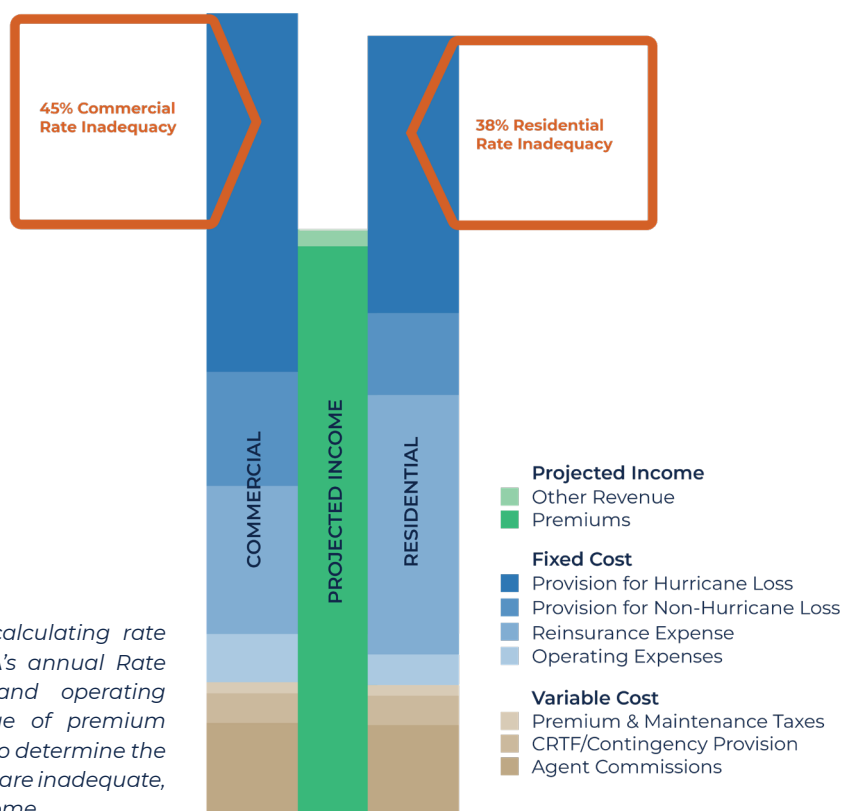 45% Commercial
Rate Inadequacy
38% Residential
Rate Inadequacy
COMMERCIAL
PROJECTED INCOME
RESIDENTIAL
Projected Income
Other Revenue
Premiums
Fixed Cost
Provision for Hurricane Loss
Provision for Non-Hurricane Loss
Reinsurance Expense
Operating Expenses
Variable Cost
Premium & Maintenance Taxes
CRTF/Contingency Provision
Agent Commissions
calculating rate
's annual Rate
and operating
of premium
determine the
are inadequate,